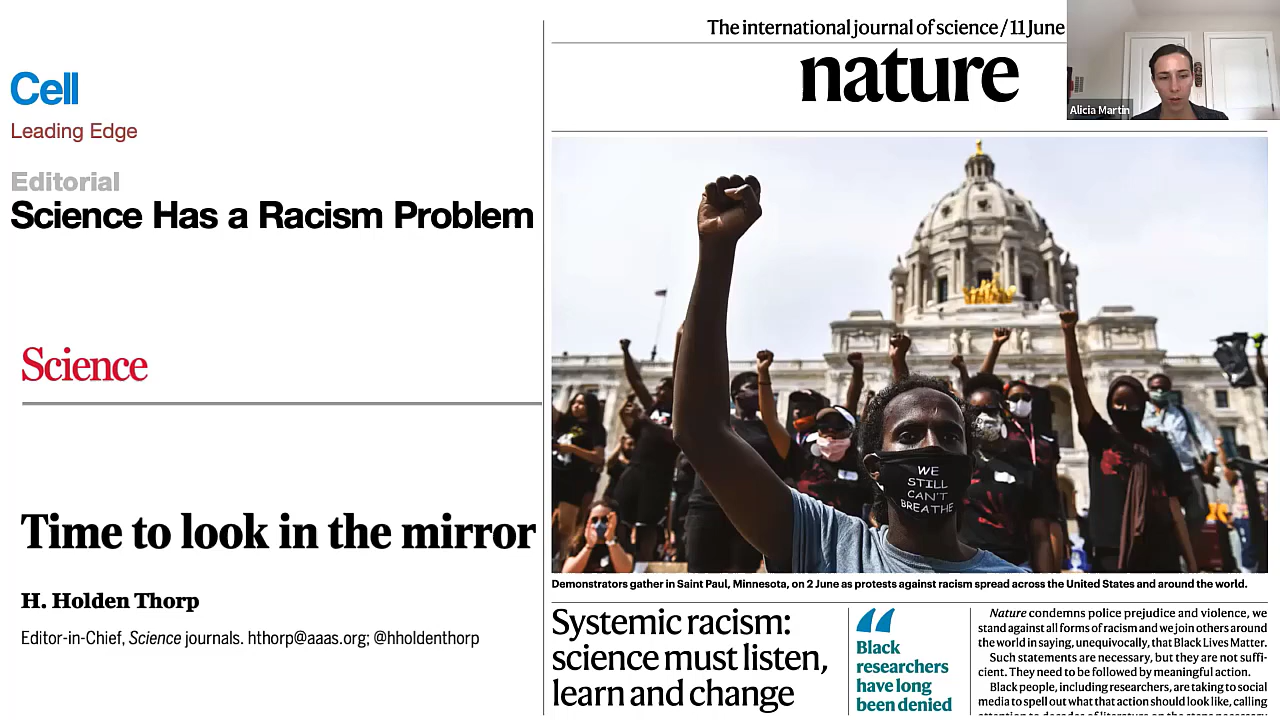 Cell
Leading Edge
Editorial
Science Has a Racism Problem
Science
Time to look in the mirror
H. Holden Thorp
Editor-in-Chief, Science journals. hthorp@aaas.org; @hholdenthorp
The international journal of science / 11 June
nature
Alicia Martin
WE
STILL
CAN'T
BREATHE
Demonstrators gather in Saint Paul, Minnesota, on 2 June as protests against racism spread across the United States and around the world.
Systemic racism:
science must listen,
learn and change
“
Black
researchers
have long
been denied
Nature condemns police prejudice and violence, we
stand against all forms of racism and we join others around
the world in saying, unequivocally, that Black Lives Matter.
Such statements are necessary, but they are not suffi-
cient. They need to be followed by meaningful action.
Black people, including researchers, are taking to social
media to spell out what that action should look like, calling